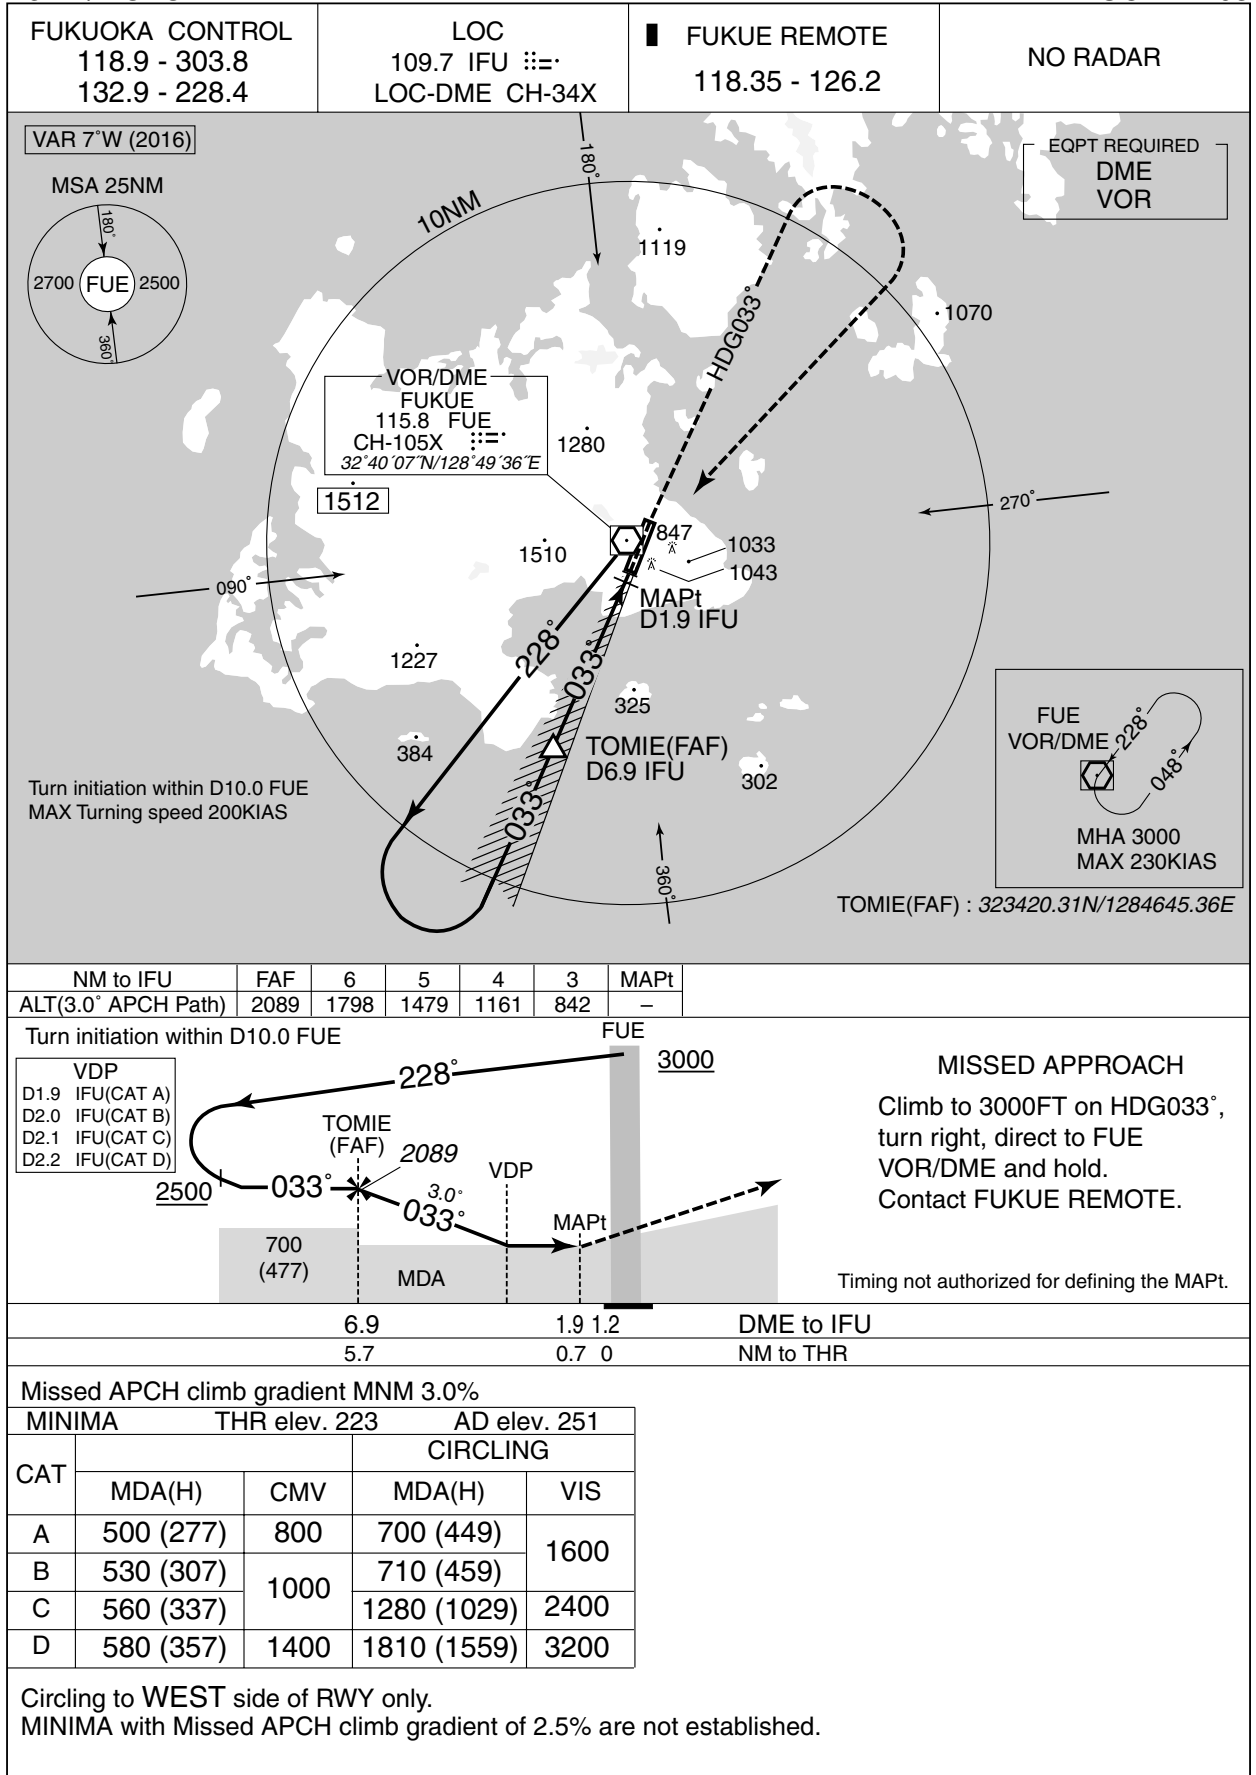 FUKUOKA CONTROL
118.9 - 303.8
132.9 - 228.4
LOC
109.7 IFU
LOC-DME CH-34X
FUKUE REMOTE
118.35 - 126.2
NO RADAR
VAR 7˚W (2016)
MSA 25NM
180˚
2700
FUE
2500
360˚
EQPT REQUIRED
DME
VOR
10NM
180˚
1119
1070
HDG033˚
VOR/DME
FUKUE
115.8 FUE
CH-105X
32˚40´07˝N/128˚49´36˝E
1280
1512
270˚
1510
847
1033
1043
090˚
MAPt
D1.9 IFU
228˚
033˚
1227
325
384
TOMIE(FAF)
D6.9 IFU
302
033˚
Turn initiation within D10.0 FUE
MAX Turning speed 200KIAS
360˚
FUE
VOR/DME
228˚
048˚
MHA 3000
MAX 230KIAS
TOMIE(FAF) : 323420.31N/1284645.36E
NM to IFU FAF 6 5 4 3 MAPt
ALT(3.0˚ APCH Path) 2089 1798 1479 1161 842 –
Turn initiation within D10.0 FUE
FUE
3000
228˚
VDP
D1.9 IFU(CAT A)
D2.0 IFU(CAT B)
D2.1 IFU(CAT C)
D2.2 IFU(CAT D)
TOMIE
(FAF)
2089
VDP
2500
033˚
3.0˚
033˚
MAPt
700
(477)
MDA
MISSED APPROACH
Climb to 3000FT on HDG033˚,
turn right, direct to FUE
VOR/DME and hold.
Contact FUKUE REMOTE.
Timing not authorized for defining the MAPt.
6.9 1.9 1.2 DME to IFU
5.7 0.7 0 NM to THR
Missed APCH climb gradient MNM 3.0%
MINIMA THR elev. 223 AD elev. 251
CAT
CIRCLING
MDA(H) CMV MDA(H) VIS
A 500 (277) 800 700 (449) 1600
B 530 (307) 1000 710 (459)
C 560 (337) 1280 (1029) 2400
D 580 (357) 1400 1810 (1559) 3200
Circling to WEST side of RWY only.
MINIMA with Missed APCH climb gradient of 2.5% are not established.